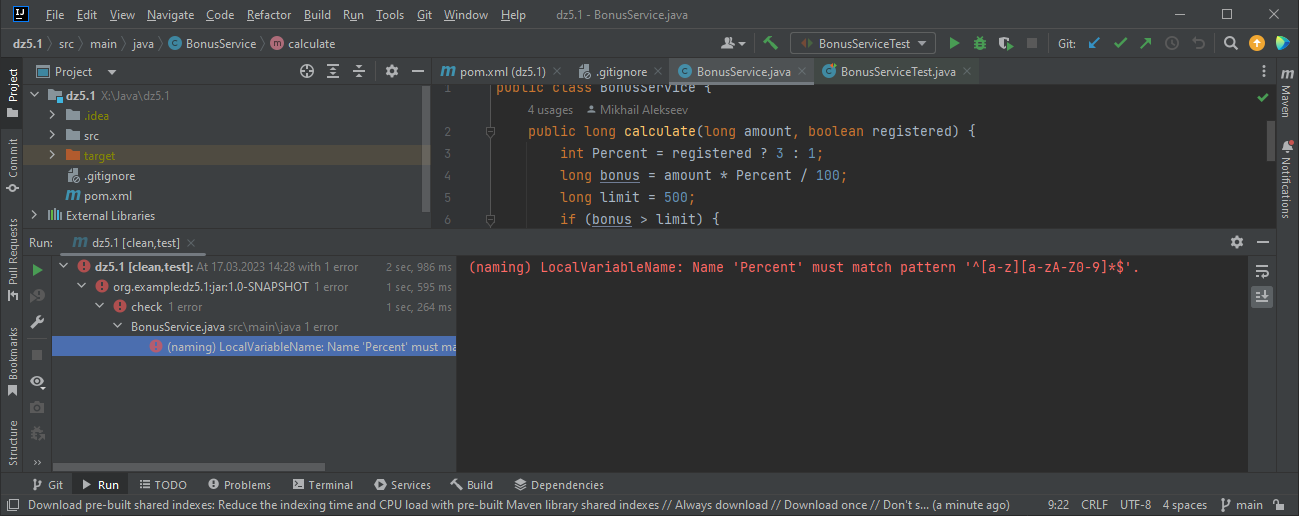 IJ File Edit View Navigate Code Refactor Build Run Tools Git Window Help dz5.1 - BonusService.java
dz5.1 src main java BonusService calculate BonusServiceTest Git:
Project pom.xml (dz5.1) .gitignore BonusService.java BonusServiceTest.java
Project
Commit
Pull Requests
Bookmarks
Structure
dz5.1 X:\Java\dz5.1
.idea
src
target
.gitignore
pom.xml
External Libraries
1 public class BonusService {
4 usages Mikhail Alekseev
2 public long calculate(long amount, boolean registered) {
3 int Percent = registered ? 3 : 1;
4 long bonus = amount * Percent / 100;
5 long limit = 500;
6 if (bonus > limit) {
Maven
Notifications
Run: dz5.1 [clean,test]
dz5.1 [clean,test]: At 17.03.2023 14:28 with 1 error 2 sec, 986 ms
org.example:dz5.1:jar:1.0-SNAPSHOT 1 error 1 sec, 595 ms
check 1 error 1 sec, 264 ms
BonusService.java src\main\java 1 error
(naming) LocalVariableName: Name 'Percent' must ma
(naming) LocalVariableName: Name 'Percent' must match pattern '^[a-z][a-zA-Z0-9]*$'.
Git Run TODO Problems Terminal Services Build Dependencies
Download pre-built shared indexes: Reduce the indexing time and CPU load with pre-built Maven library shared indexes // Always download // Download once // Don't s... (a minute ago) 9:22 CRLF UTF-8 4 spaces main